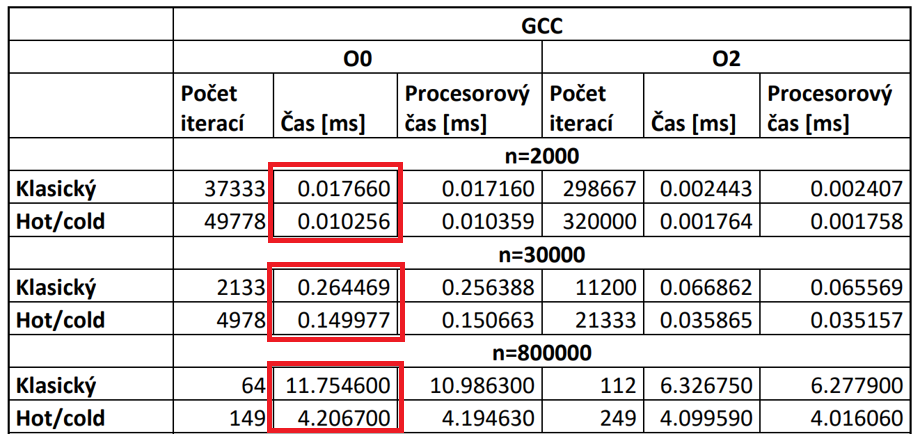 GCC
O0 O2
Počet iterací Čas [ms] Procesorový čas [ms] Počet iterací Čas [ms] Procesorový čas [ms]
n=2000
Klasický 37333 0.017660 0.017160 298667 0.002443 0.002407
Hot/cold 49778 0.010256 0.010359 320000 0.001764 0.001758
n=30000
Klasický 2133 0.264469 0.256388 11200 0.066862 0.065569
Hot/cold 4978 0.149977 0.150663 21333 0.035865 0.035157
n=800000
Klasický 64 11.754600 10.986300 112 6.326750 6.277900
Hot/cold 149 4.206700 4.194630 249 4.099590 4.016060